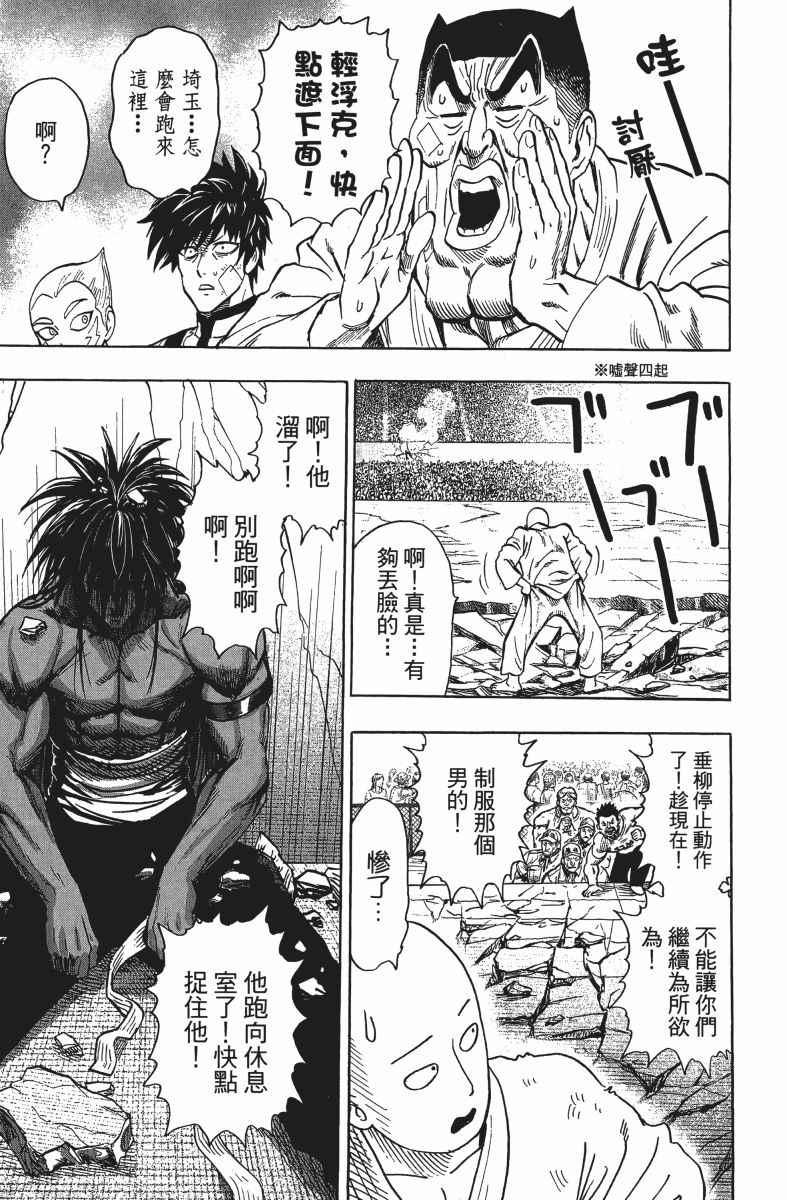 哇
討厭
輕浮克，快
點遮下面！
埼玉…怎
麼會跑來
這裡…
啊？
※噓聲四起
ブ
ブ
ブ
啊！真是…有
夠丟臉的…
啊！他
溜了！
別跑啊啊
啊！
垂柳停止動作
了！趁現在！
制服那個
男的！
不能讓你們
繼續為所欲
為！
慘了…
他跑向休息
室了！快點
捉住他！